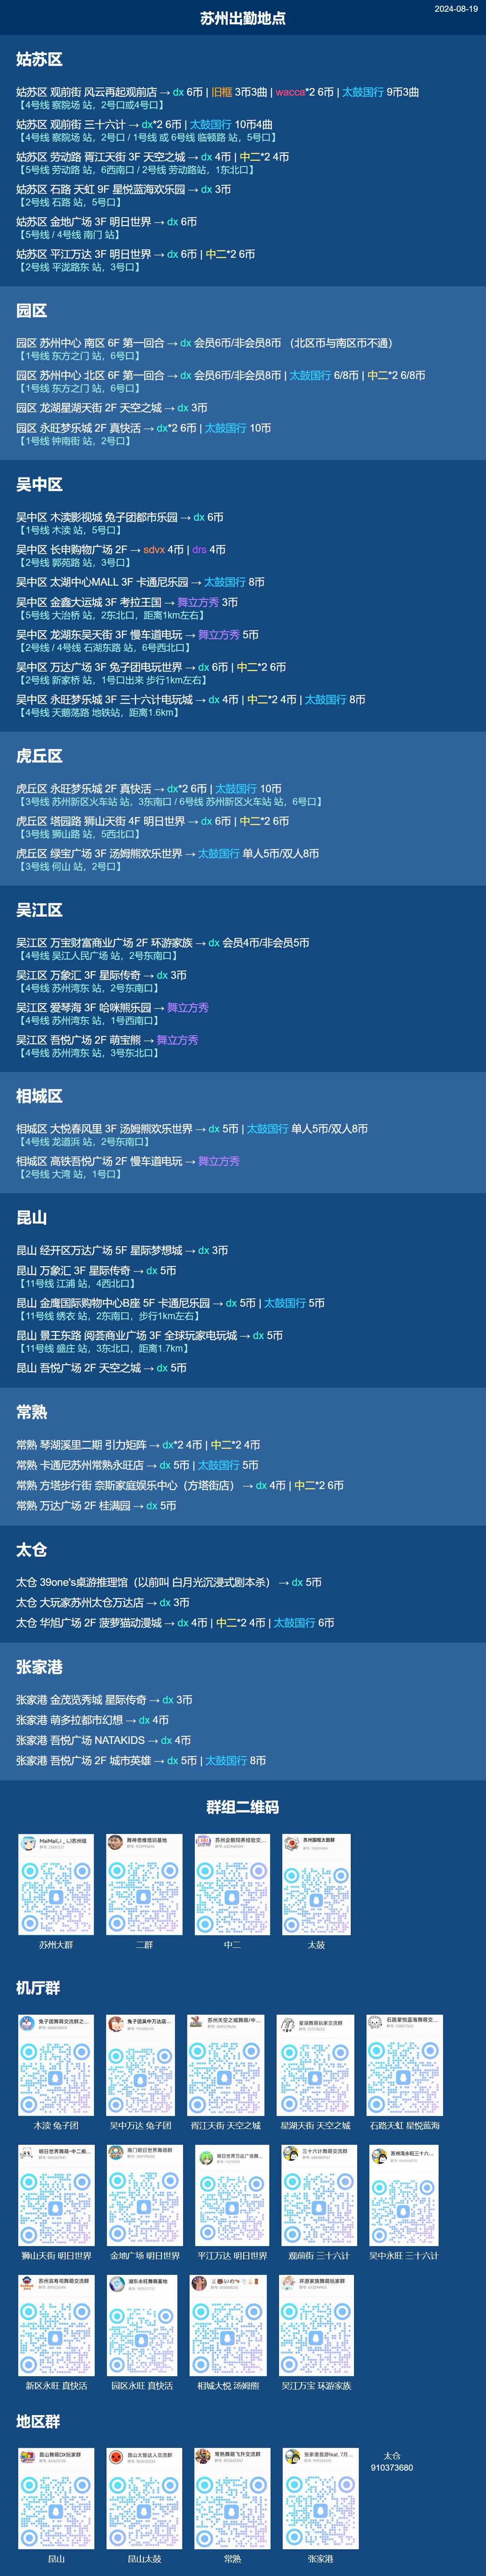 苏州出勤地点
2024-08-19
姑苏区
姑苏区 观前街 风云再起观前店 → dx 6币 | 旧框 3币3曲 | wacca*2 6币 | 太鼓国行 9币3曲
【4号线 察院场 站，2号口或4号口】
姑苏区 观前街 三十六计 → dx*2 6币 | 太鼓国行 10币4曲
【4号线 察院场 站，2号口 / 1号线 或 6号线 临顿路 站，5号口】
姑苏区 劳动路 胥江天街 3F 天空之城 → dx 4币 | 中二*2 4币
【5号线 劳动路 站，6西南口 / 2号线 劳动路站，1东北口】
姑苏区 石路 天虹 9F 星悦蓝海欢乐园 → dx 3币
【2号线 石路 站，5号口】
姑苏区 金地广场 3F 明日世界 → dx 6币
【5号线 / 4号线 南门 站】
姑苏区 平江万达 3F 明日世界 → dx 6币 | 中二*2 6币
【2号线 平泷路东 站，3号口】
园区
园区 苏州中心 南区 6F 第一回合 → dx 会员6币/非会员8币 （北区币与南区币不通）
【1号线 东方之门 站，6号口】
园区 苏州中心 北区 6F 第一回合 → dx 会员6币/非会员8币 | 太鼓国行 6/8币 | 中二*2 6/8币
【1号线 东方之门 站，6号口】
园区 龙湖星湖天街 2F 天空之城 → dx 3币
园区 永旺梦乐城 2F 真快活 → dx*2 6币 | 太鼓国行 10币
【1号线 钟南街 站，2号口】
吴中区
吴中区 木渎影视城 兔子团都市乐园 → dx 6币
【1号线 木渎 站，5号口】
吴中区 长申购物广场 2F → sdvx 4币 | drs 4币
【2号线 郭苑路 站，3号口】
吴中区 太湖中心MALL 3F 卡通尼乐园 → 太鼓国行 8币
吴中区 金鑫大运城 3F 考拉王国 → 舞立方秀 3币
【5号线 大治桥 站，2东北口，距离1km左右】
吴中区 龙湖东吴天街 3F 慢车道电玩 → 舞立方秀 5币
【2号线 / 4号线 石湖东路 站，6号西北口】
吴中区 万达广场 3F 兔子团电玩世界 → dx 6币 | 中二*2 6币
【2号线 新家桥 站，1号口出来 步行1km左右】
吴中区 永旺梦乐城 3F 三十六计电玩城 → dx 4币 | 中二*2 4币 | 太鼓国行 8币
【4号线 天鹅荡路 地铁站，距离1.6km】
虎丘区
虎丘区 永旺梦乐城 2F 真快活 → dx*2 6币 | 太鼓国行 10币
【3号线 苏州新区火车站 站，3东南口 / 6号线 苏州新区火车站 站，6号口】
虎丘区 塔园路 狮山天街 4F 明日世界 → dx 6币 | 中二*2 6币
【3号线 狮山路 站，5西北口】
虎丘区 绿宝广场 3F 汤姆熊欢乐世界 → 太鼓国行 单人5币/双人8币
【3号线 何山 站，2号口】
吴江区
吴江区 万宝财富商业广场 2F 环游家族 → dx 会员4币/非会员5币
【4号线 吴江人民广场 站，2号东南口】
吴江区 万象汇 3F 星际传奇 → dx 3币
【4号线 苏州湾东 站，2号东南口】
吴江区 爱琴海 3F 哈咪熊乐园 → 舞立方秀
【4号线 苏州湾东 站，1号西南口】
吴江区 吾悦广场 2F 萌宝熊 → 舞立方秀
【4号线 苏州湾东 站，3号东北口】
相城区
相城区 大悦春风里 3F 汤姆熊欢乐世界 → dx 5币 | 太鼓国行 单人5币/双人8币
【4号线 龙道浜 站，2号东南口】
相城区 高铁吾悦广场 2F 慢车道电玩 → 舞立方秀
【2号线 大湾 站，1号口】
昆山
昆山 经开区万达广场 5F 星际梦想城 → dx 3币
昆山 万象汇 3F 星际传奇 → dx 5币
【11号线 江浦 站，4西北口】
昆山 金鹰国际购物中心B座 5F 卡通尼乐园 → dx 5币 | 太鼓国行 5币
【11号线 绣衣 站，2东南口，步行1km左右】
昆山 景王东路 阅荟商业广场 3F 全球玩家电玩城 → dx 5币
【11号线 盛庄 站，3东北口，距离1.7km】
昆山 吾悦广场 2F 天空之城 → dx 5币
常熟
常熟 琴湖溪里二期 引力矩阵 → dx*2 4币 | 中二*2 4币
常熟 卡通尼苏州常熟永旺店 → dx 5币 | 太鼓国行 5币
常熟 方塔步行街 奈斯家庭娱乐中心（方塔街店） → dx 4币 | 中二*2 6币
常熟 万达广场 2F 桂满园 → dx 5币
太仓
太仓 39one's桌游推理馆（以前叫 白月光沉浸式剧本杀） → dx 5币
太仓 大玩家苏州太仓万达店 → dx 3币
太仓 华旭广场 2F 菠萝猫动漫城 → dx 4币 | 中二*2 4币 | 太鼓国行 6币
张家港
张家港 金茂览秀城 星际传奇 → dx 3币
张家港 萌多拉都市幻想 → dx 4币
张家港 吾悦广场 NATAKIDS → dx 4币
张家港 吾悦广场 2F 城市英雄 → dx 5币 | 太鼓国行 8币
群组二维码
苏州大群 二群 中二 太鼓
机厅群
木渎 兔子团 吴中万达 兔子团 胥江天街 天空之城 星湖天街 天空之城 石路天虹 星悦蓝海
狮山天街 明日世界 金地广场 明日世界 平江万达 明日世界 观前街 三十六计 吴中永旺 三十六计
新区永旺 真快活 园区永旺 真快活 相城大悦 汤姆熊 吴江万宝 环游家族
地区群
太仓
910373680
昆山 昆山太鼓 常熟 张家港